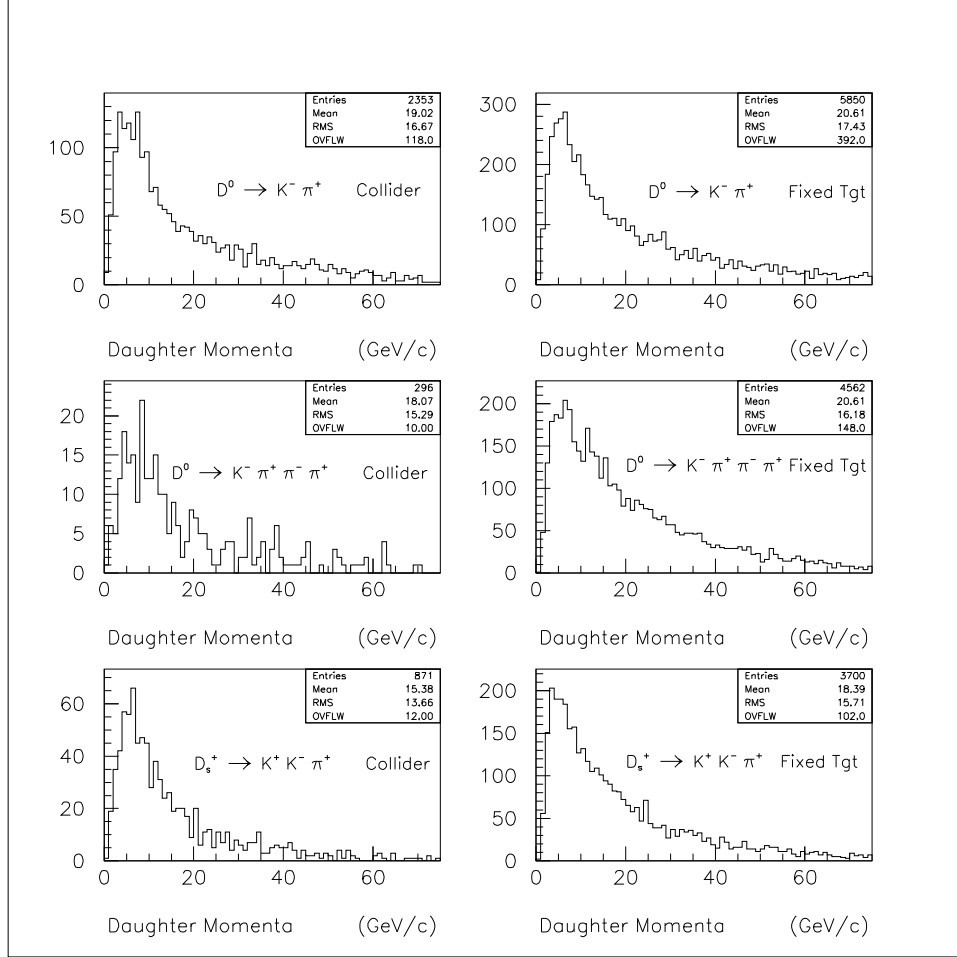 Entries 2353
Mean 19.02
RMS 16.67
OVFLW 118.0
100
50
0
D⁰ → K⁻ π⁺ Collider
0 20 40 60
Daughter Momenta (GeV/c)
Entries 5850
Mean 20.61
RMS 17.43
OVFLW 392.0
300
200
100
0
D⁰ → K⁻ π⁺ Fixed Tgt
0 20 40 60
Daughter Momenta (GeV/c)
Entries 296
Mean 18.07
RMS 15.29
OVFLW 10.00
20
15
10
5
0
D⁰ → K⁻ π⁺ π⁻ π⁺ Collider
0 20 40 60
Daughter Momenta (GeV/c)
Entries 4562
Mean 20.61
RMS 16.18
OVFLW 148.0
200
150
100
50
0
D⁰ → K⁻ π⁺ π⁻ π⁺ Fixed Tgt
0 20 40 60
Daughter Momenta (GeV/c)
Entries 871
Mean 15.38
RMS 13.66
OVFLW 12.00
60
40
20
0
Dₛ⁺ → K⁺ K⁻ π⁺ Collider
0 20 40 60
Daughter Momenta (GeV/c)
Entries 3700
Mean 18.39
RMS 15.71
OVFLW 102.0
200
150
100
50
0
Dₛ⁺ → K⁺ K⁻ π⁺ Fixed Tgt
0 20 40 60
Daughter Momenta (GeV/c)